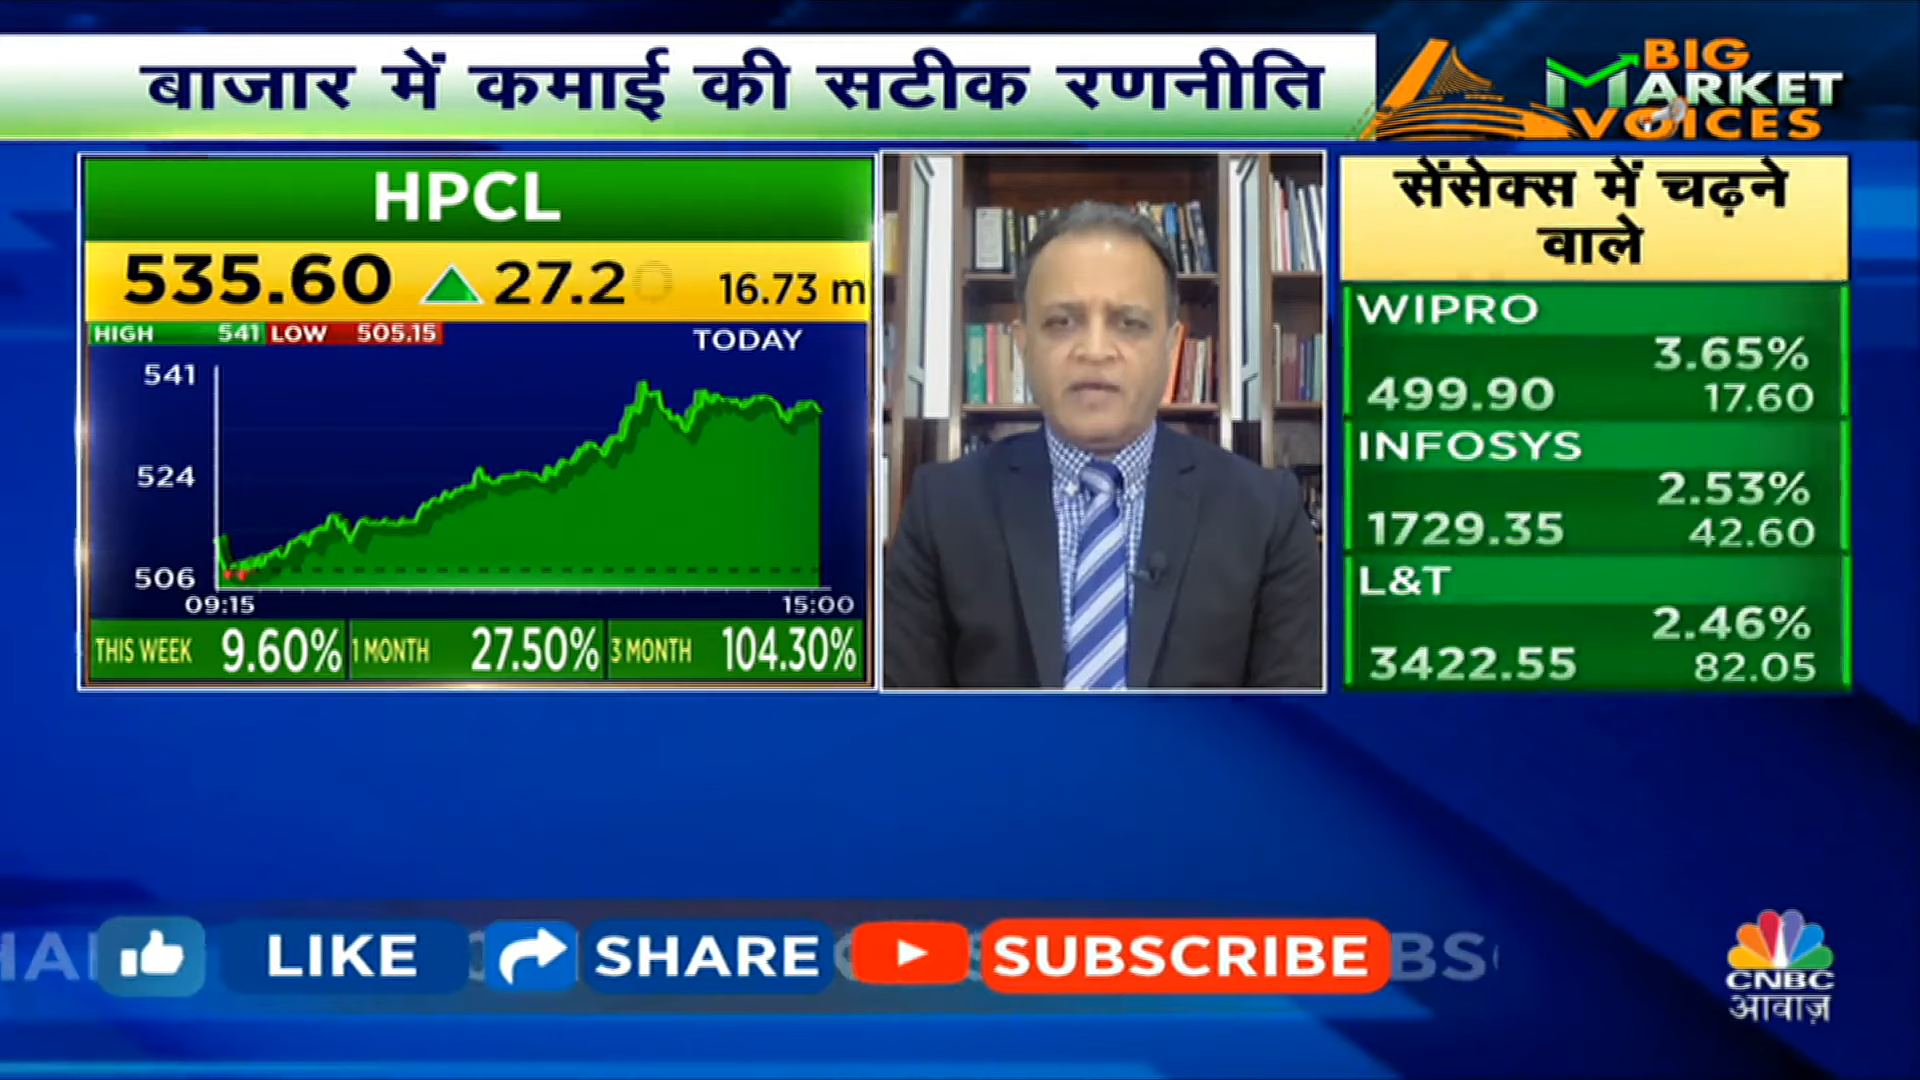 बाजार में कमाई की सटीक रणनीति
BIG
MARKET
VOICES
HPCL
535.60 27.2 16.73 m
HIGH 541 LOW 505.15
TODAY
541
524
506
09:15 15:00
THIS WEEK 9.60% 1 MONTH 27.50% 3 MONTH 104.30%
सेंसेक्स में चढ़ने
वाले
WIPRO
3.65%
499.90 17.60
INFOSYS
2.53%
1729.35 42.60
L&T
2.46%
3422.55 82.05
LIKE SHARE SUBSCRIBE
CNBC
आवाज़